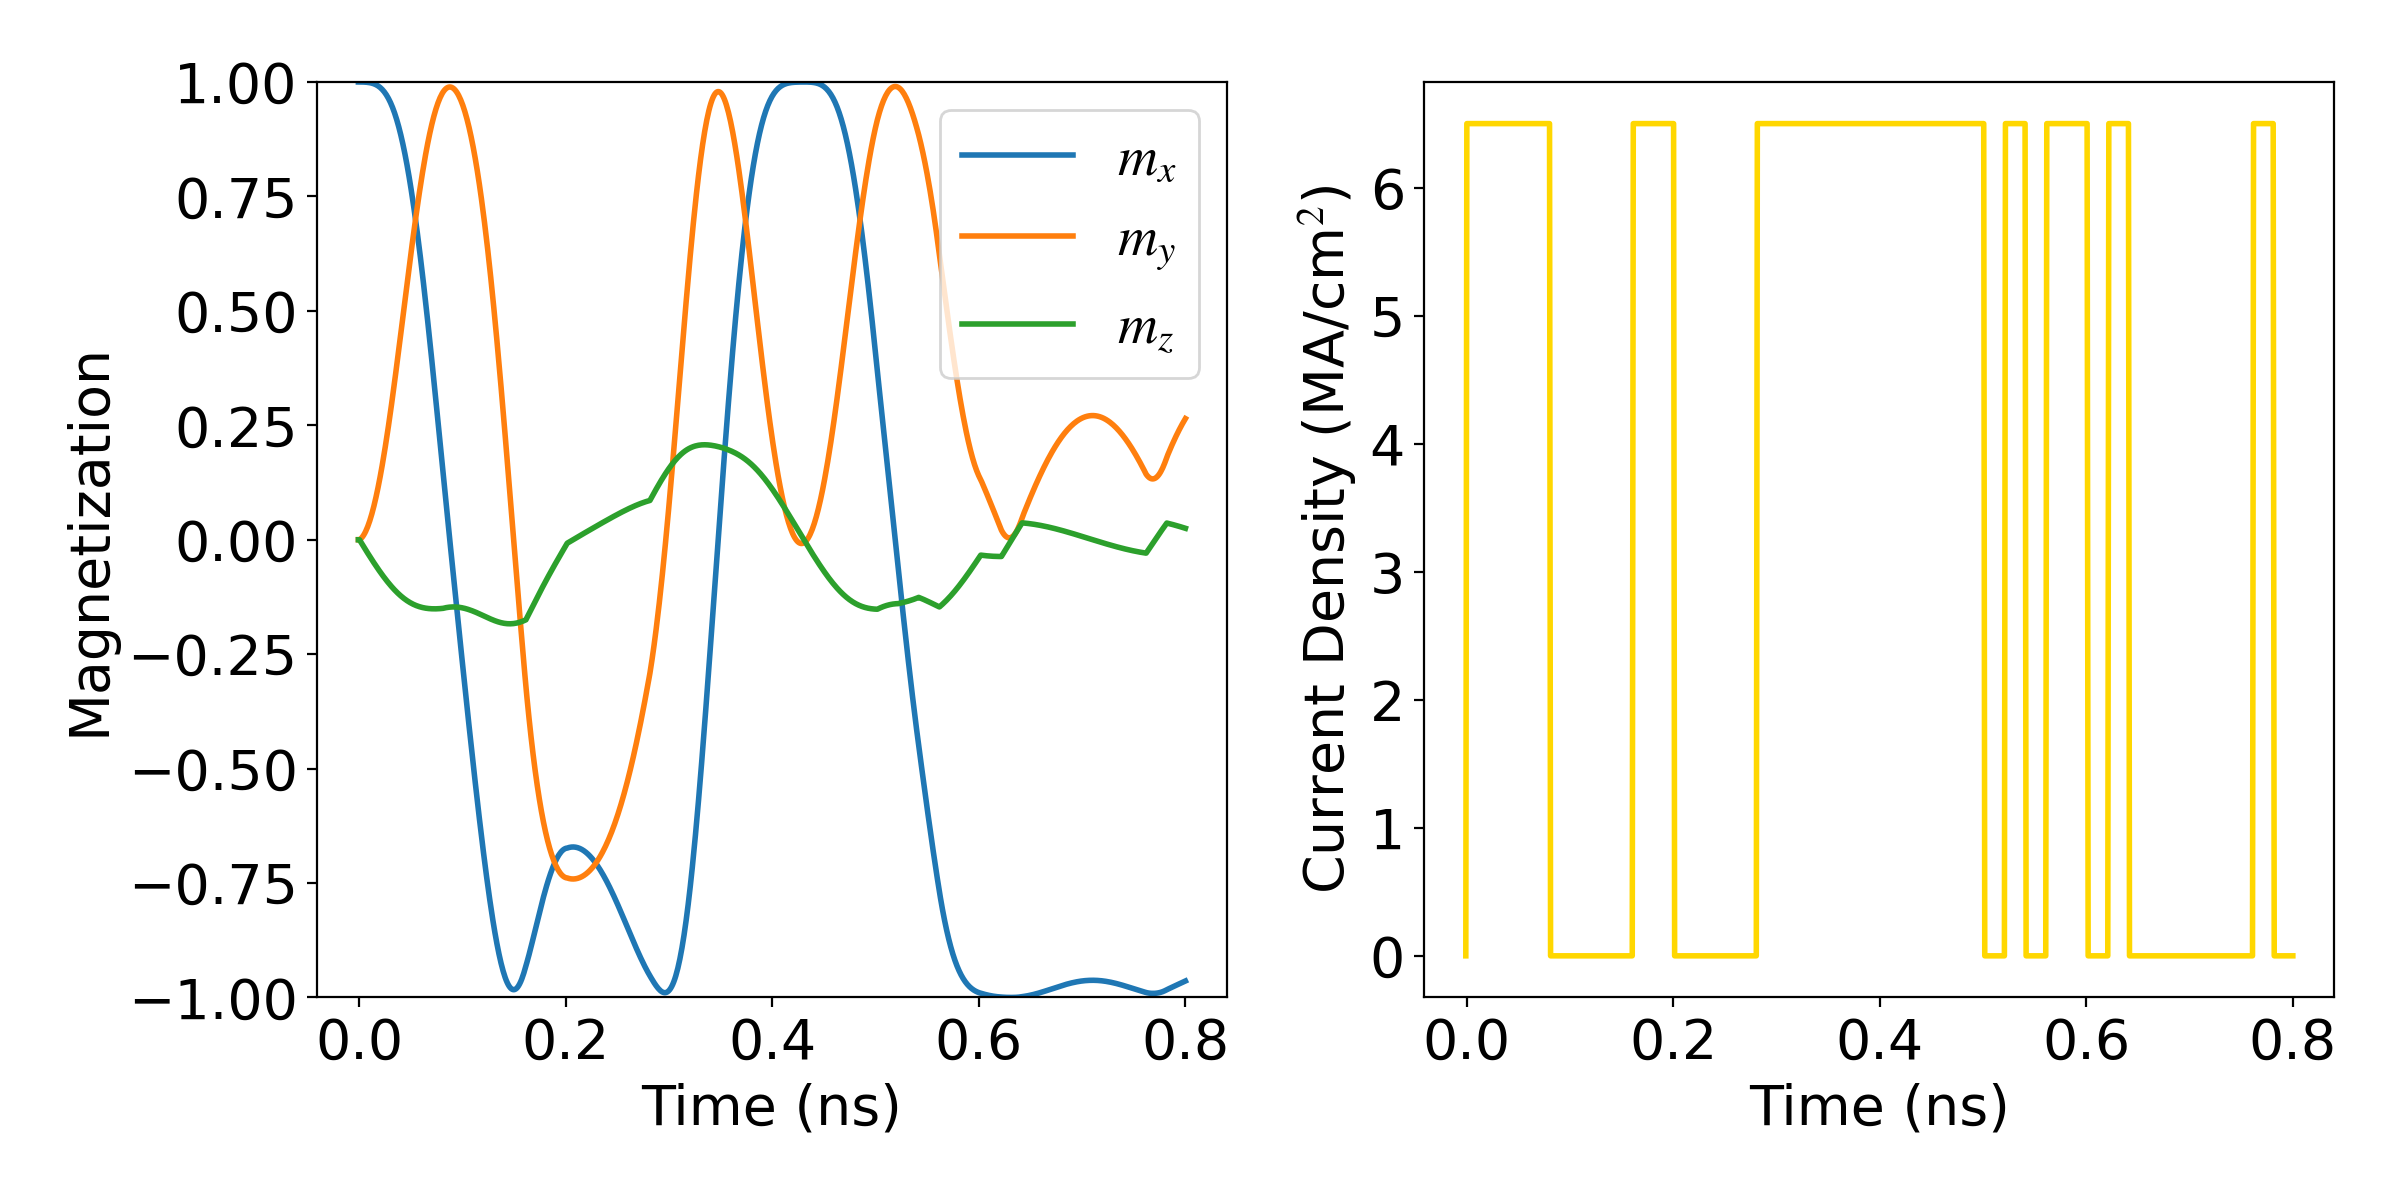 Magnetization
1.00
0.75
0.50
0.25
0.00
−0.25
−0.50
−0.75
−1.00
0.0 0.2 0.4 0.6 0.8
Time (ns)
m_x
m_y
m_z
Current Density (MA/cm²)
6
5
4
3
2
1
0
0.0 0.2 0.4 0.6 0.8
Time (ns)